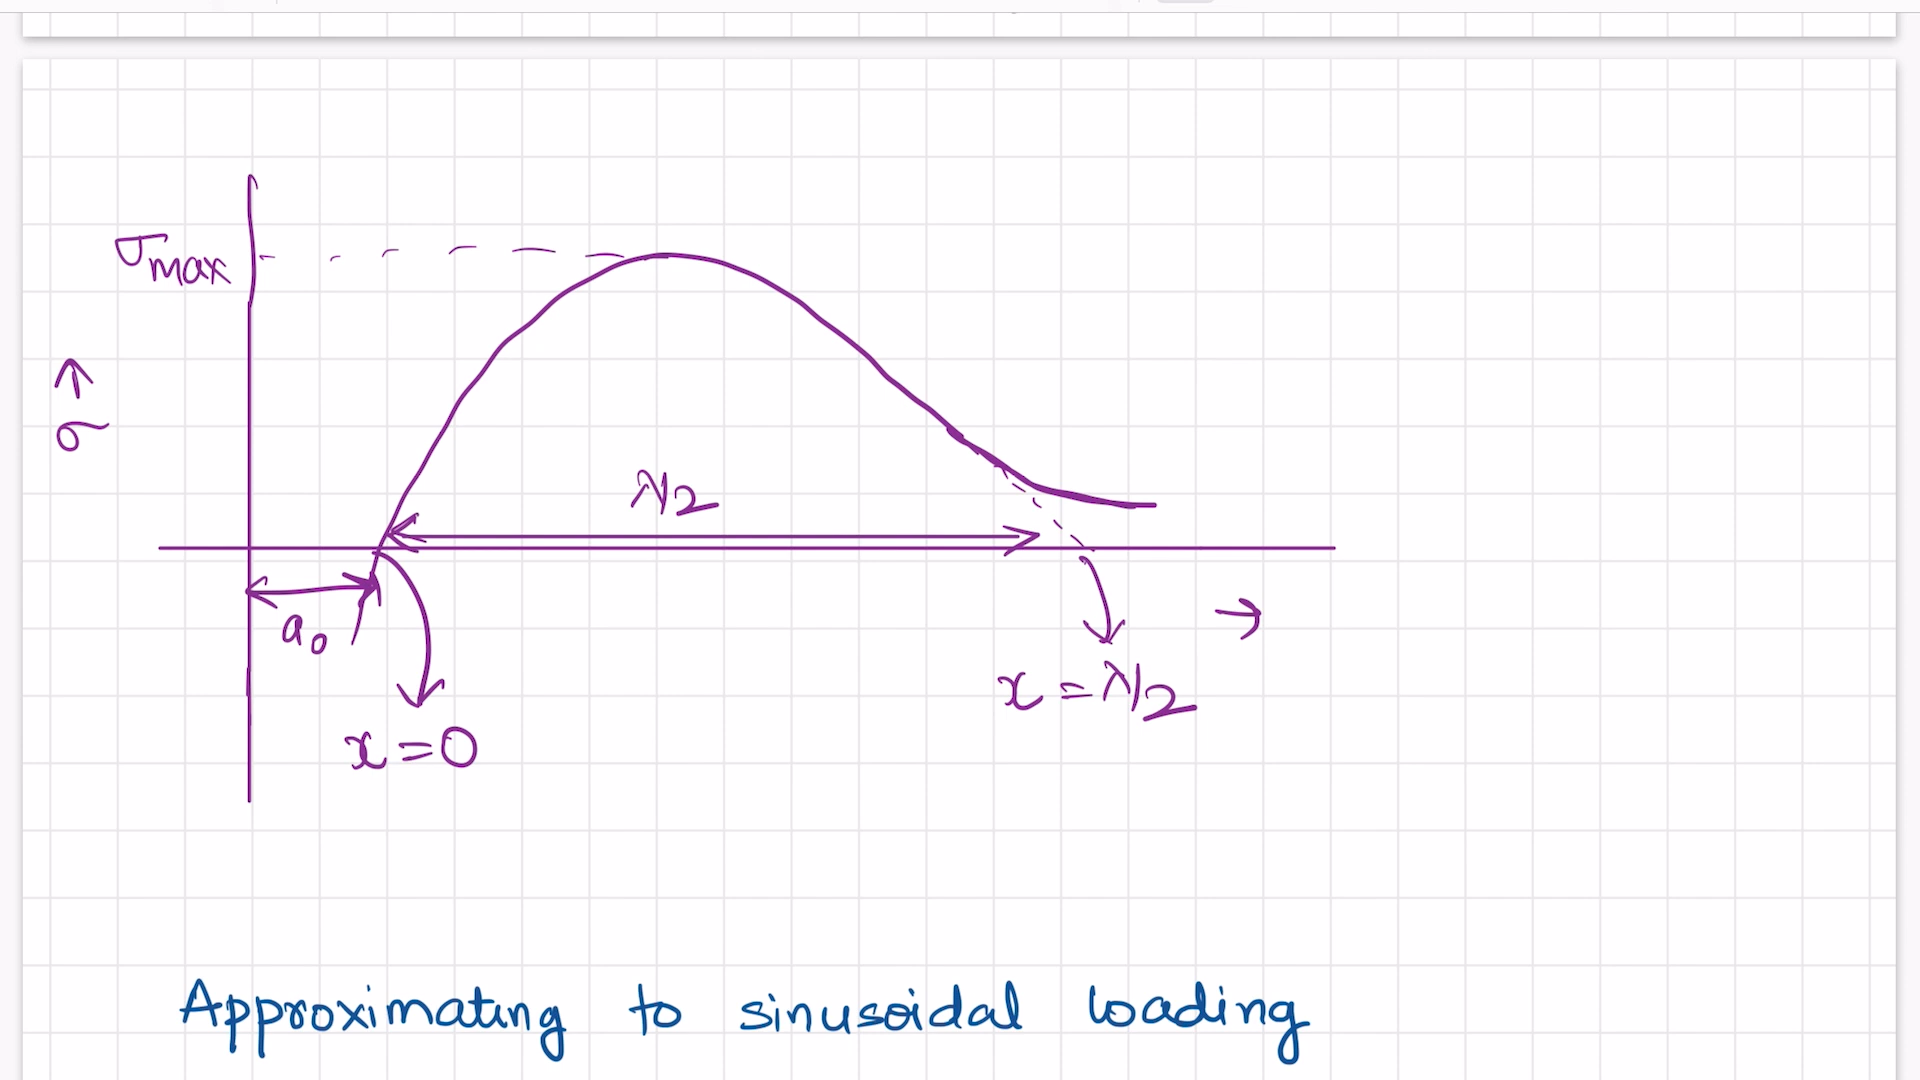 σmax
σ →
λ/2
a₀
x = λ/2
→
x = 0
Approximating to sinusoidal loading